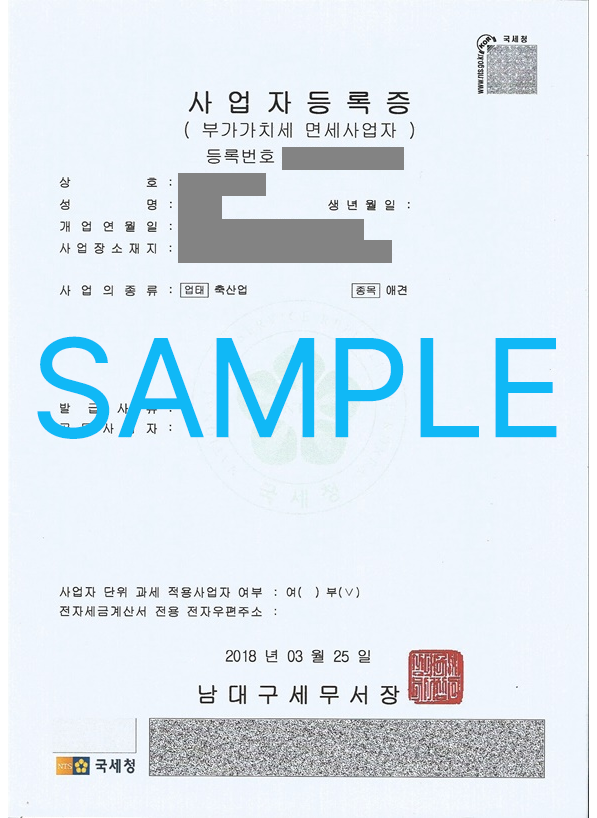 국세청
www.nts.go.kr
사업자등록증
( 부가가치세 면세사업자 )
등록번호
상 호 :
성 명 : 생년월일 :
개업연월일 :
사업장소재지 :
사업의종류 : 업태 축산업 종목 애견
SAMPLE
발급사유 :
공동사업자 :
국세청
사업자 단위 과세 적용사업자 여부 : 여( ) 부(∨)
전자세금계산서 전용 전자우편주소 :
2018 년 03 월 25 일
남대구세무서장
NTS 국세청